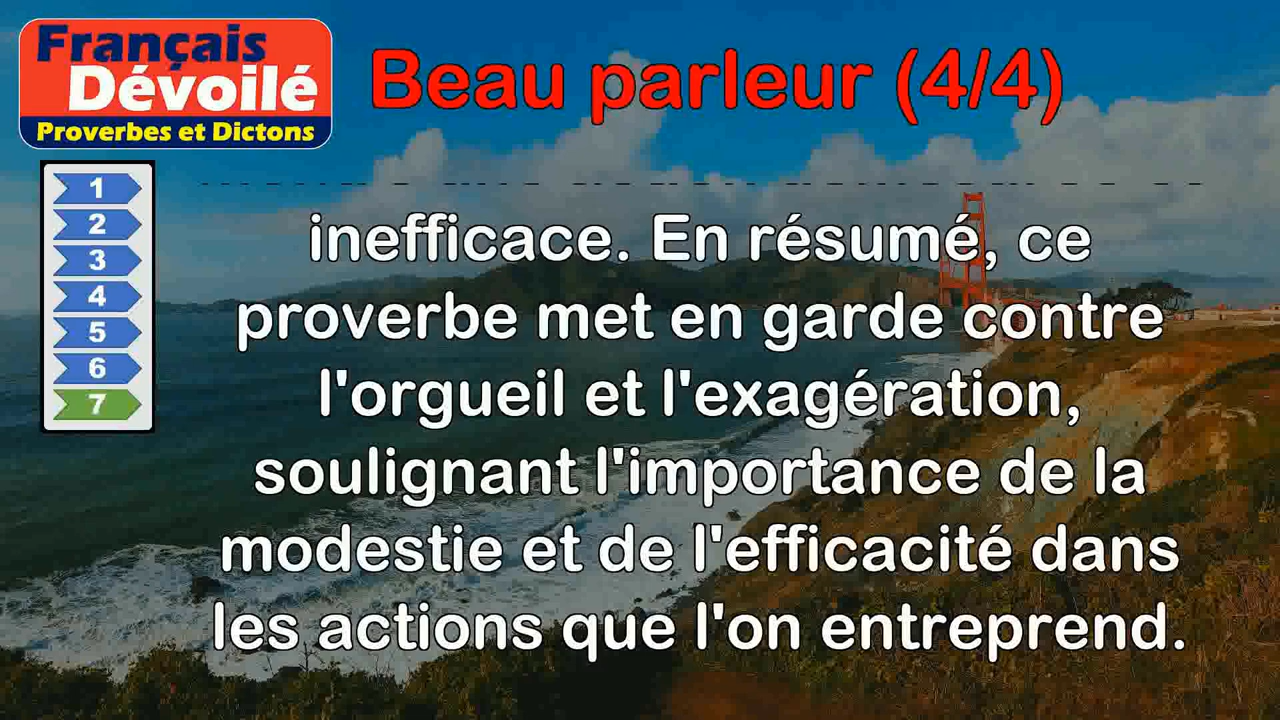 Français
Dévoilé
Proverbes et Dictons
Beau parleur (4/4)
1
2
3
4
5
6
7
inefficace. En résumé, ce
proverbe met en garde contre
l'orgueil et l'exagération,
soulignant l'importance de la
modestie et de l'efficacité dans
les actions que l'on entreprend.